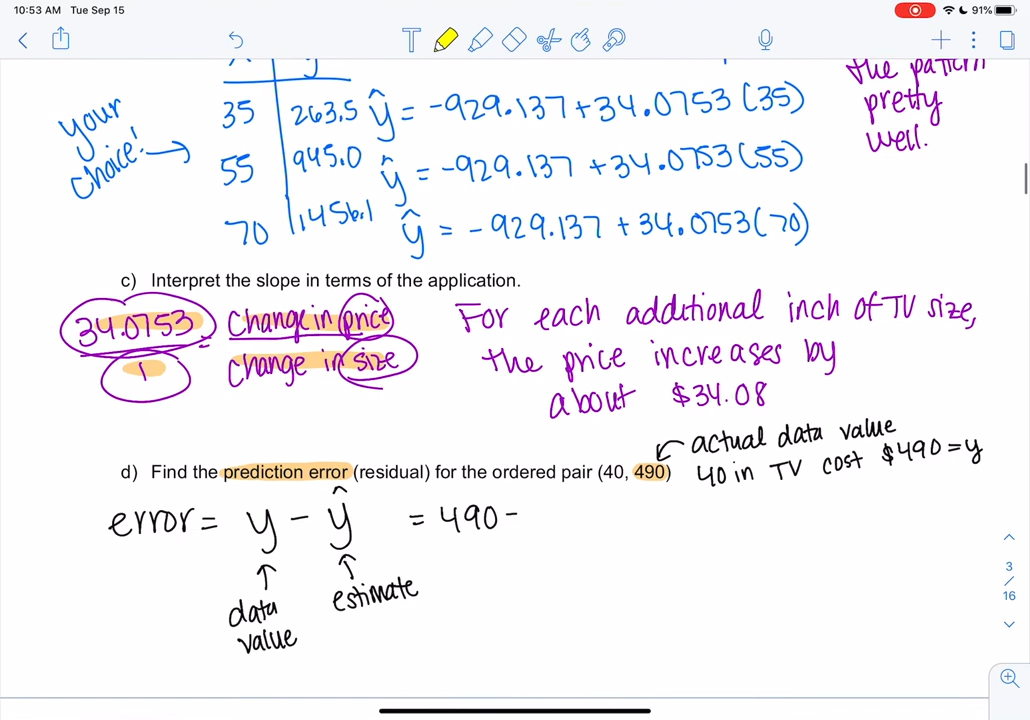 10:53 AM Tue Sep 15
91%
T
your choice! →
the pattern
pretty
well.
35 263.5 ŷ = -929.137 + 34.0753 (35)
55 945.0 ŷ = -929.137 + 34.0753 (55)
70 1,456.1 ŷ = -929.137 + 34.0753 (70)
c) Interpret the slope in terms of the application.
34.0753 Change in price
1 change in size
For each additional inch of TV size,
the price increases by
about $34.08
actual data value
d) Find the prediction error (residual) for the ordered pair (40, 490)
40 in TV cost $490 = y
error = y - ŷ = 490 -
↑ ↑
data value
estimate
3
/
16